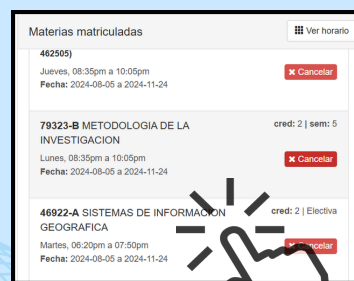 Materias matriculadas
Ver horario
462505)
Jueves, 08:35pm a 10:05pm
Cancelar
Fecha: 2024-08-05 a 2024-11-24
79323-B METODOLOGIA DE LA
cred: 2 | sem: 5
INVESTIGACION
Lunes, 08:35pm a 10:05pm
Cancelar
Fecha: 2024-08-05 a 2024-11-24
46922-A SISTEMAS DE INFORMACION
cred: 2 | Electiva
GEOGRAFICA
Martes, 06:20pm a 07:50pm
Cancelar
Fecha: 2024-08-05 a 2024-11-24